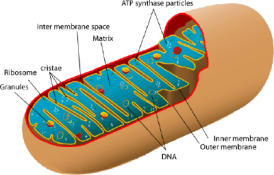 ATP synthase particles
Inter membrane space
Matrix
cristae
Ribosome
Granules
Inner membrane
Outer membrane
DNA